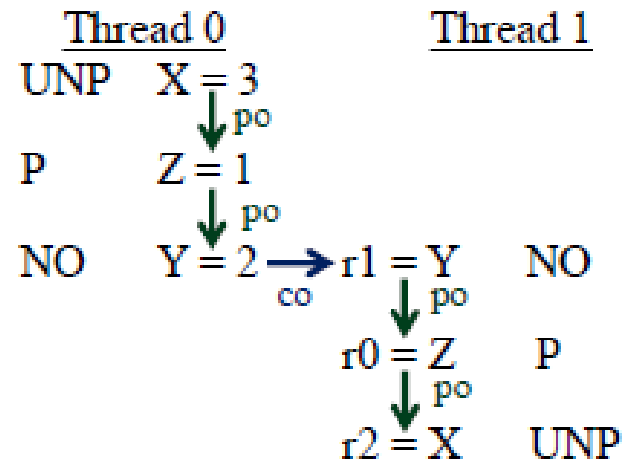 Thread 0 Thread 1
UNP X = 3
po
P Z = 1
po
NO Y = 2 co r1 = Y NO
po
r0 = Z P
po
r2 = X UNP